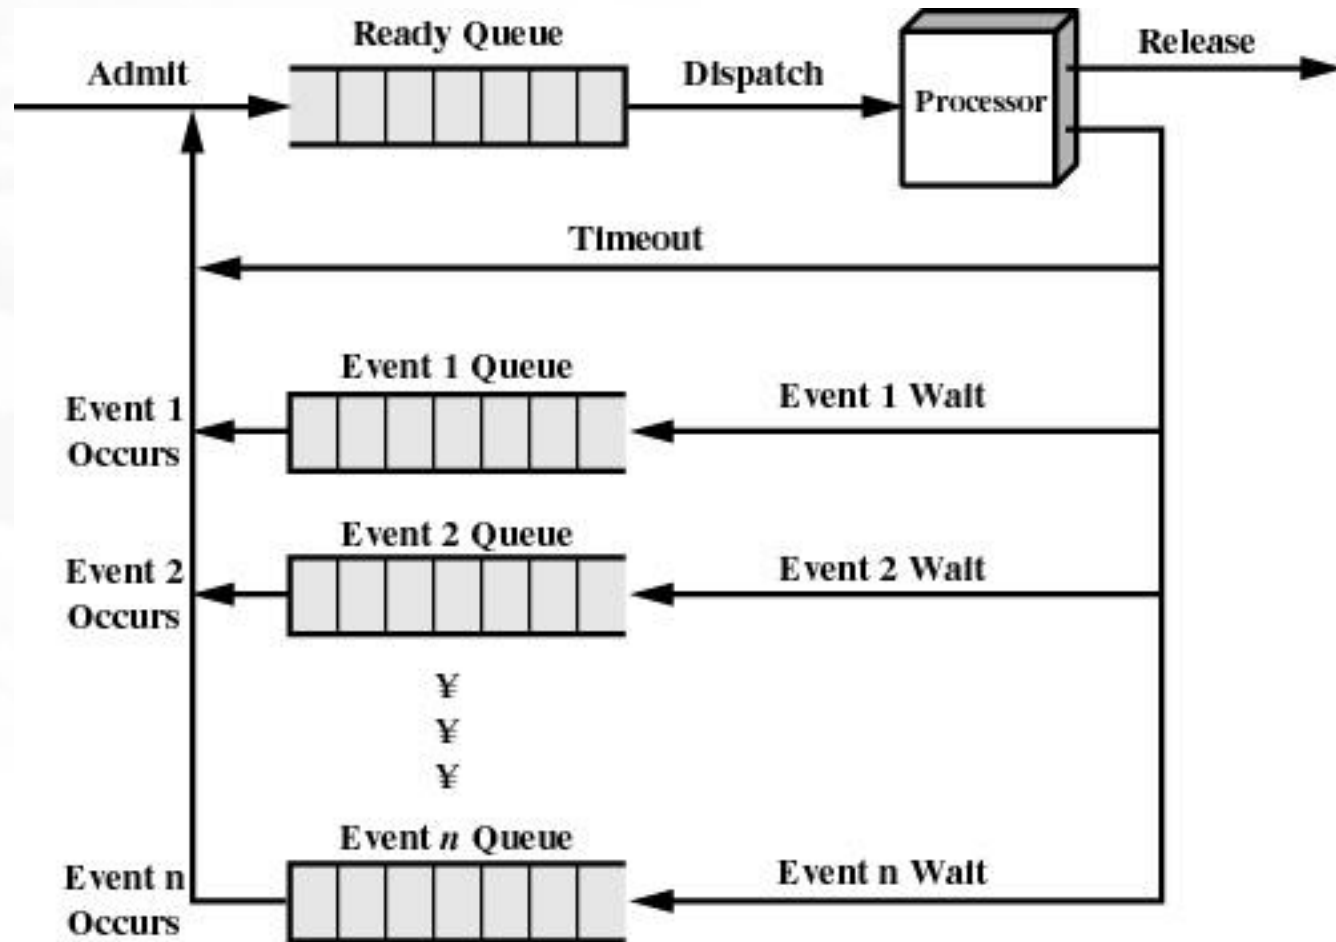 Ready Queue
Release
Admit
Dispatch
Processor
Timeout
Event 1 Queue
Event 1
Occurs
Event 1 Wait
Event 2 Queue
Event 2
Occurs
Event 2 Wait
¥
¥
¥
Event n Queue
Event n
Occurs
Event n Wait